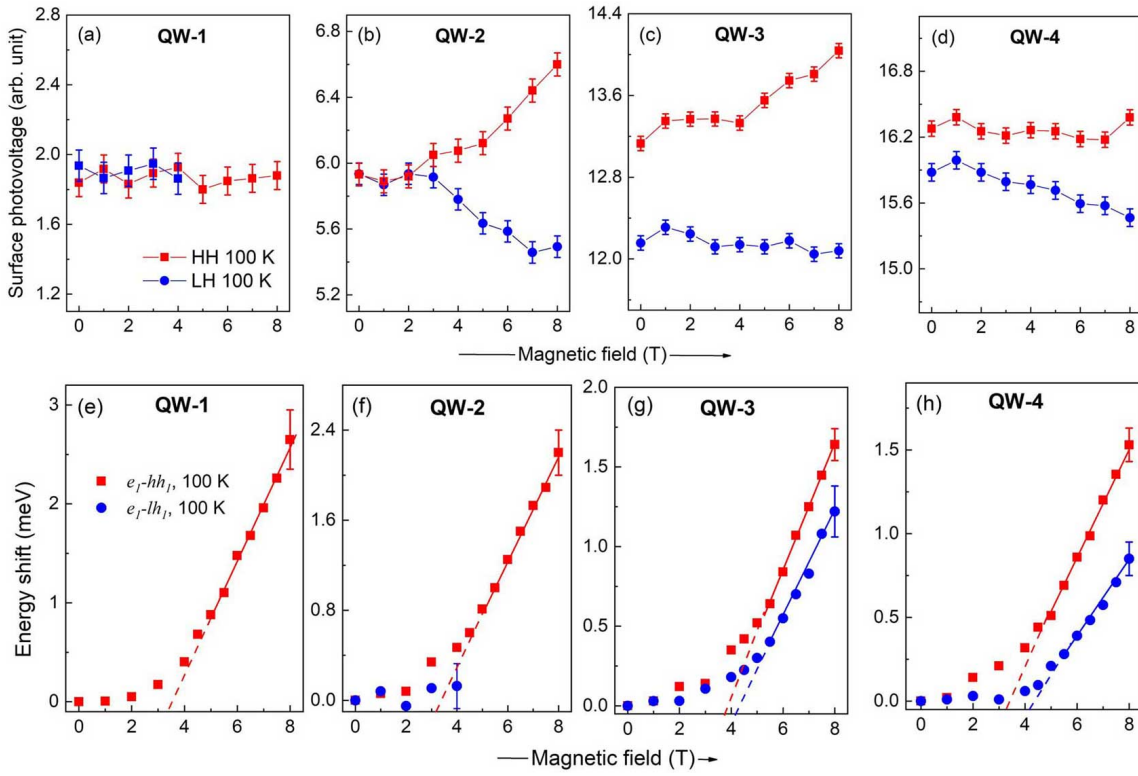 (a) QW-1
(b) QW-2
(c) QW-3
(d) QW-4
Surface photovoltage (arb. unit)
2.8
2.4
2.0
1.6
1.2
HH 100 K
LH 100 K
0 2 4 6 8
6.8
6.4
6.0
5.6
5.2
0 2 4 6 8
14.4
13.6
12.8
12.0
0 2 4 6 8
16.8
16.2
15.6
15.0
0 2 4 6 8
Magnetic field (T)
(e) QW-1
(f) QW-2
(g) QW-3
(h) QW-4
Energy shift (meV)
3
2
1
0
e1-hh1, 100 K
e1-lh1, 100 K
0 2 4 6 8
2.4
1.6
0.8
0.0
0 2 4 6 8
2.0
1.5
1.0
0.5
0.0
0 2 4 6 8
1.5
1.0
0.5
0.0
0 2 4 6 8
Magnetic field (T)